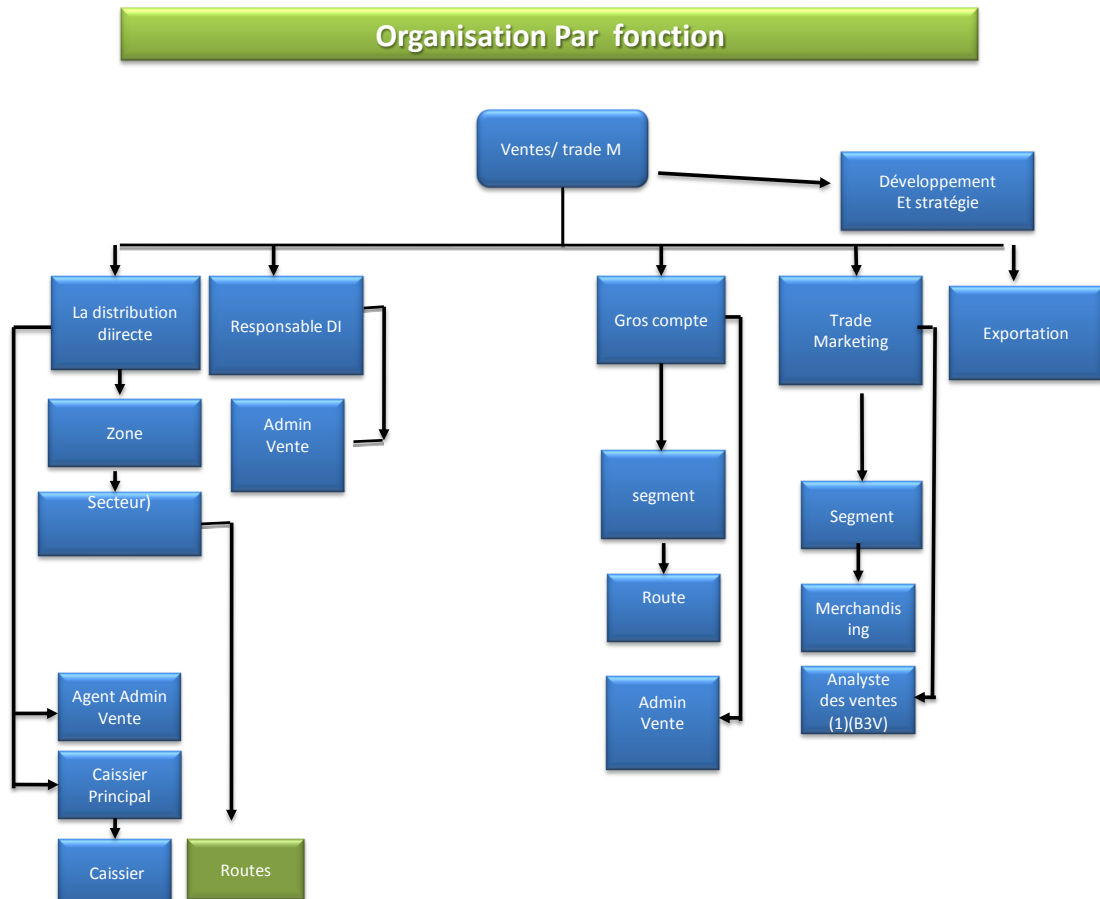 Organisation Par fonction
Ventes/ trade M
Développement
Et stratégie
La distribution
diirecte
Responsable DI
Gros compte
Trade
Marketing
Exportation
Zone
Admin
Vente
Secteur)
segment
Segment
Route
Merchandis
ing
Agent Admin
Vente
Admin
Vente
Analyste
des ventes
(1)(B3V)
Caissier
Principal
Caissier
Routes